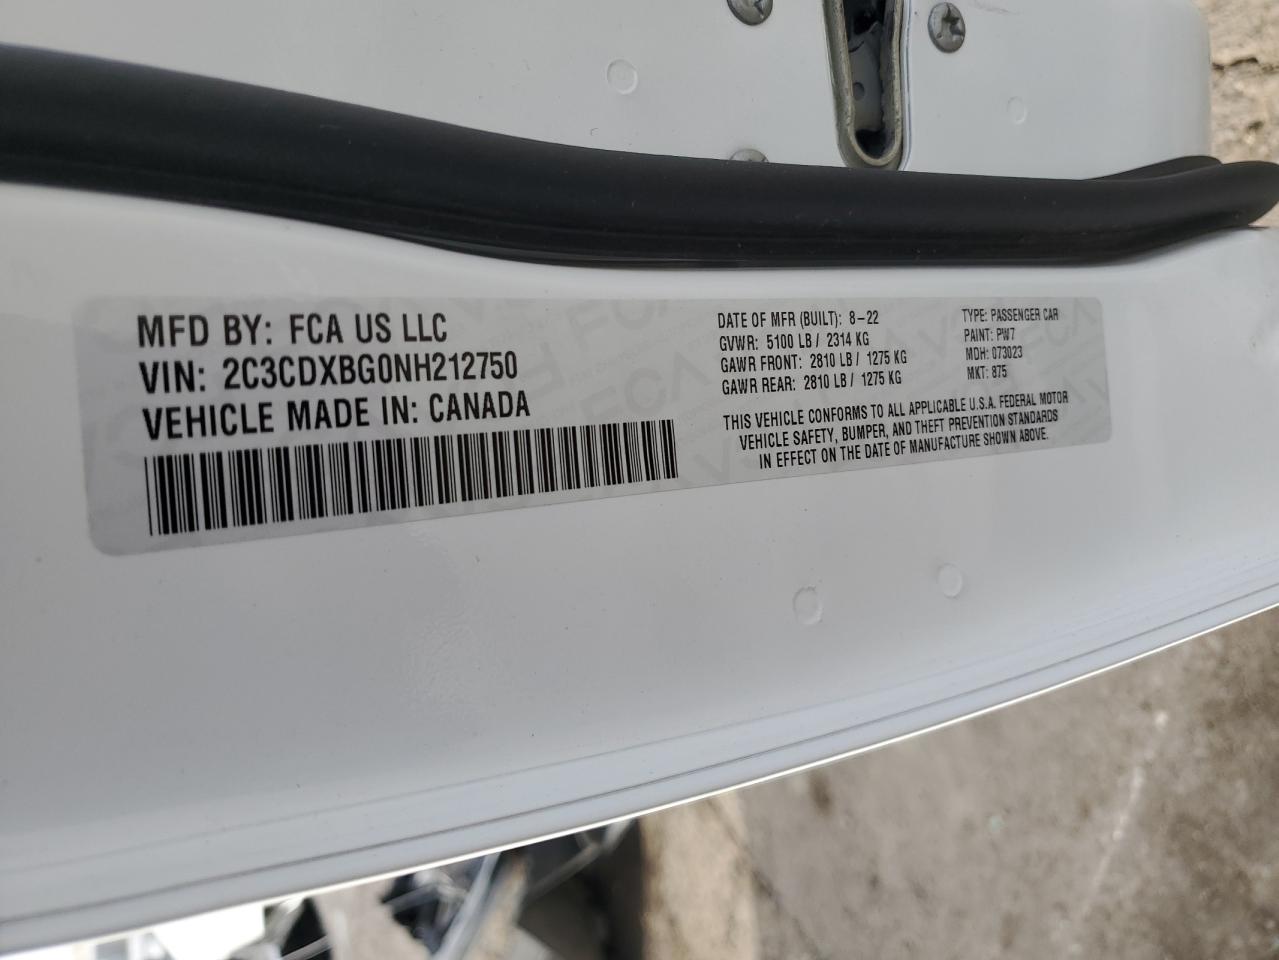 MFD BY: FCA US LLC
VIN: 2C3CDXBG0NH212750
VEHICLE MADE IN: CANADA
DATE OF MFR (BUILT): 8-22
GVWR: 5100 LB / 2314 KG
GAWR FRONT: 2810 LB / 1275 KG
GAWR REAR: 2810 LB / 1275 KG
TYPE: PASSENGER CAR
PAINT: PW7
MDH: 073023
MKT: 875
THIS VEHICLE CONFORMS TO ALL APPLICABLE U.S.A. FEDERAL MOTOR
VEHICLE SAFETY, BUMPER, AND THEFT PREVENTION STANDARDS
IN EFFECT ON THE DATE OF MANUFACTURE SHOWN ABOVE.